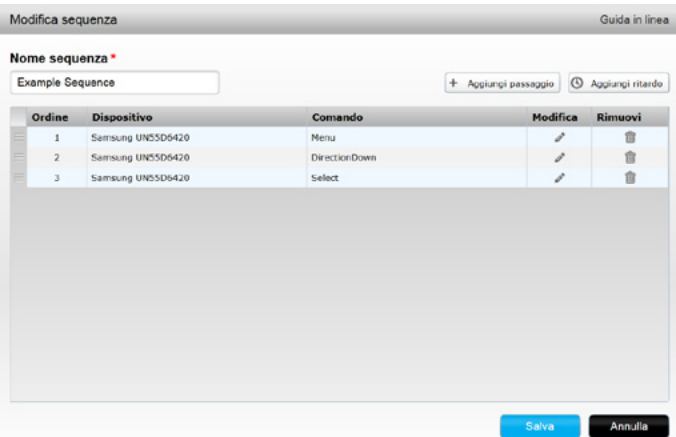 Modifica sequenza Guida in linea
Nome sequenza *
Example Sequence + Aggiungi passaggio Aggiungi ritardo
Ordine Dispositivo Comando Modifica Rimuovi
1 Samsung UN55D6420 Menu
2 Samsung UN55D6420 DirectionDown
3 Samsung UN55D6420 Select
Salva Annulla